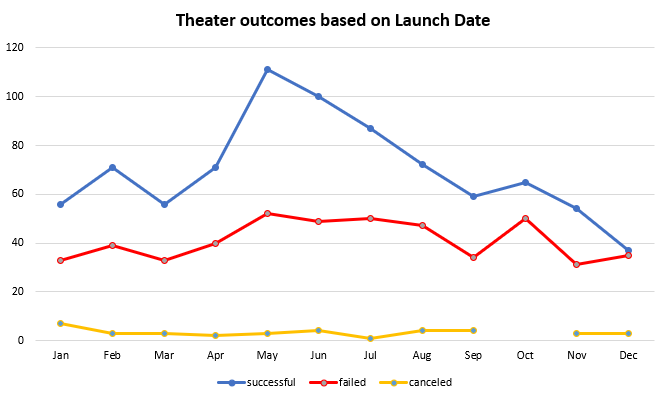 Theater outcomes based on Launch Date
120
100
80
60
40
20
0
Jan Feb Mar Apr May Jun Jul Aug Sep Oct Nov Dec
successful failed canceled